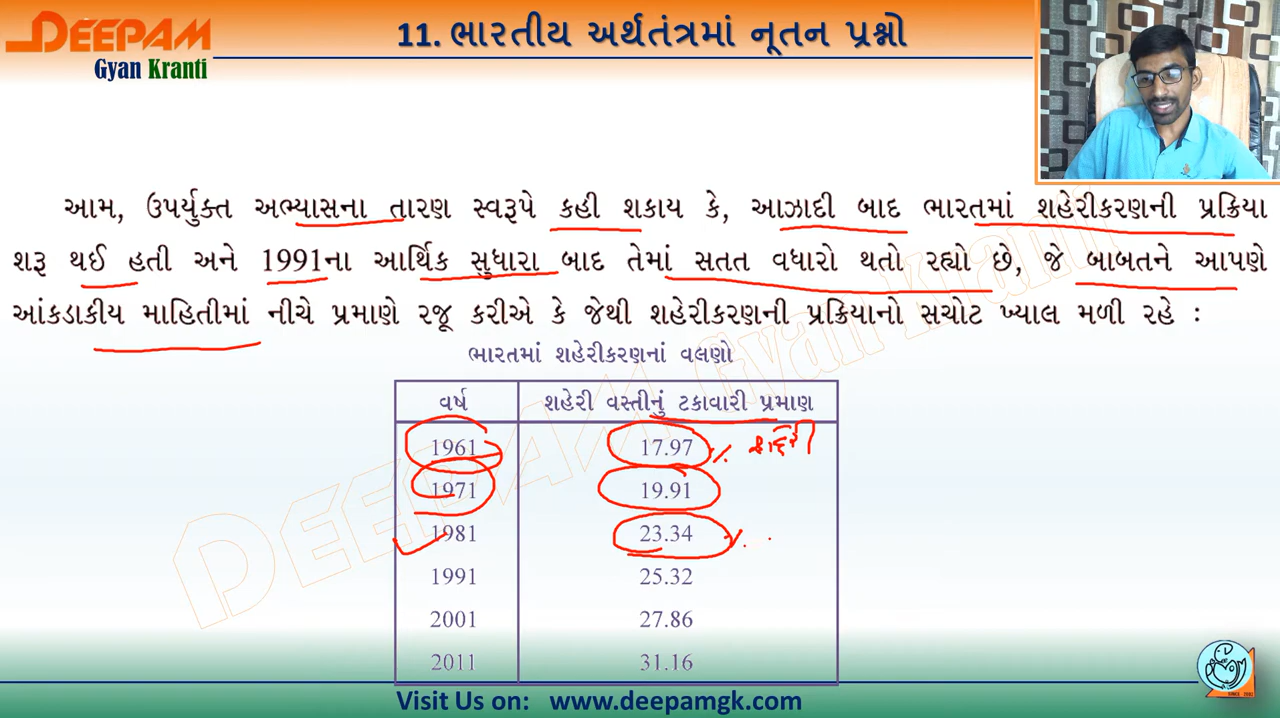 DEEPAM
Gyan Kranti
11. ભારતીય અર્થતંત્રમાં નૂતન પ્રશ્નો
આમ, ઉપર્યુક્ત અભ્યાસના તારણ સ્વરૂપે કહી શકાય કે, આઝાદી બાદ ભારતમાં શહેરીકરણની પ્રક્રિયા
શરૂ થઈ હતી અને 1991ના આર્થિક સુધારા બાદ તેમાં સતત વધારો થતો રહ્યો છે, જે બાબતને આપણે
આંકડાકીય માહિતીમાં નીચે પ્રમાણે રજૂ કરીએ કે જેથી શહેરીકરણની પ્રક્રિયાનો સચોટ ખ્યાલ મળી રહે :
ભારતમાં શહેરીકરણનાં વલણો
વર્ષ શહેરી વસ્તીનું ટકાવારી પ્રમાણ
1961 17.97 %
1971 19.91
1981 23.34 %
1991 25.32
2001 27.86
2011 31.16
DEEPAM Gyan Kranti
Visit Us on: www.deepamgk.com